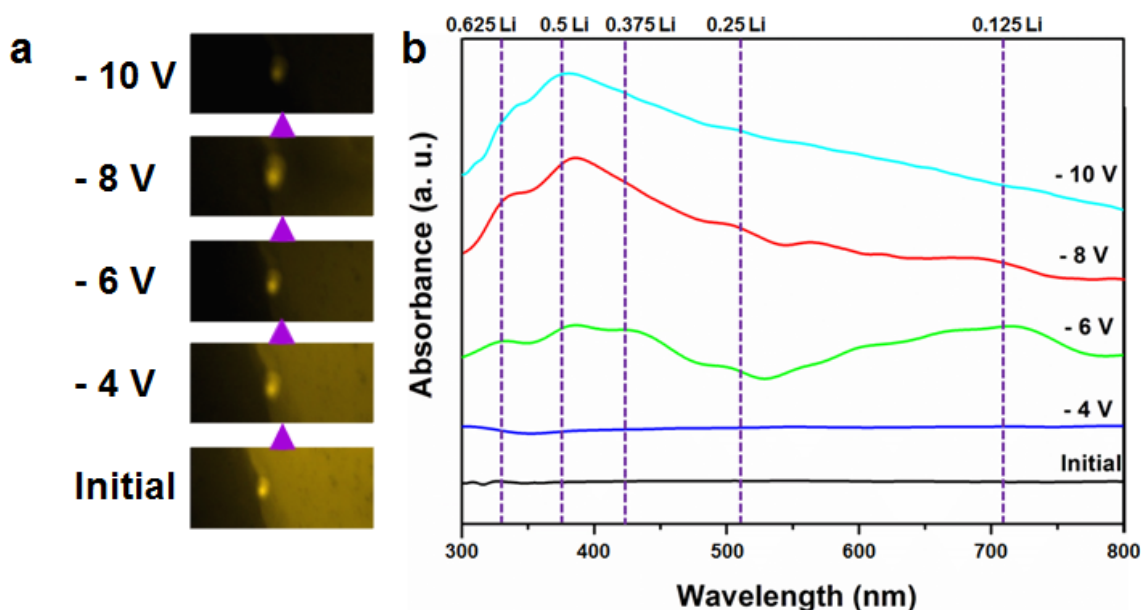 a
- 10 V
- 8 V
- 6 V
- 4 V
Initial
b
0.625 Li 0.5 Li 0.375 Li 0.25 Li 0.125 Li
Absorbance (a. u.)
- 10 V
- 8 V
- 6 V
- 4 V
Initial
300 400 500 600 700 800
Wavelength (nm)